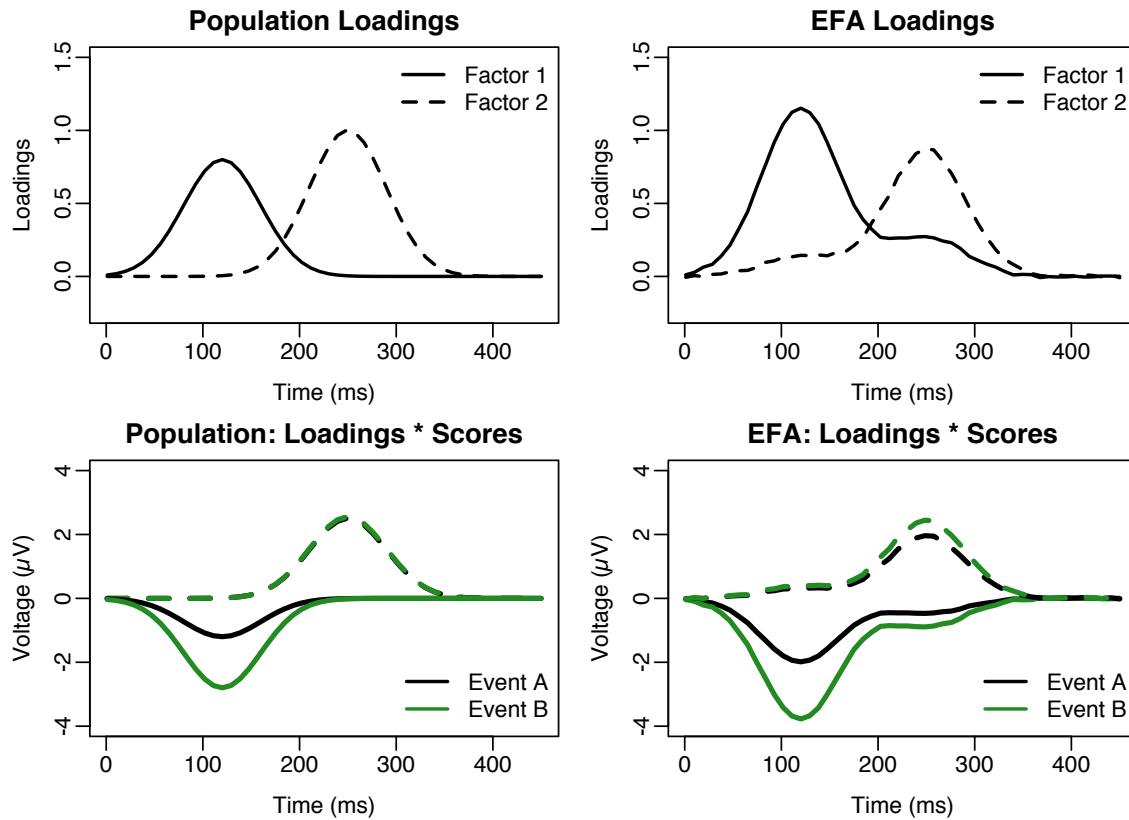 Population Loadings
1.5
1.0
0.5
0.0
Loadings
Factor 1
Factor 2
0 100 200 300 400
Time (ms)
EFA Loadings
1.5
1.0
0.5
0.0
Loadings
Factor 1
Factor 2
0 100 200 300 400
Time (ms)
Population: Loadings * Scores
4
2
0
-2
-4
Voltage (µV)
Event A
Event B
0 100 200 300 400
Time (ms)
EFA: Loadings * Scores
4
2
0
-2
-4
Voltage (µV)
Event A
Event B
0 100 200 300 400
Time (ms)